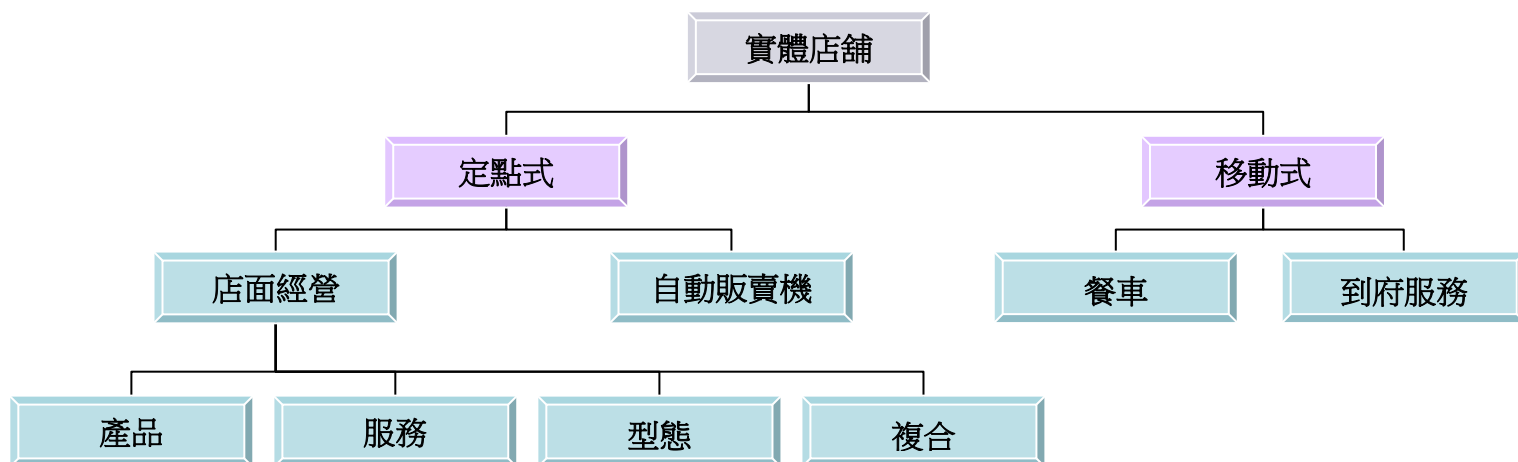 實體店舖
定點式
移動式
店面經營
自動販賣機
餐車
到府服務
產品
服務
型態
複合